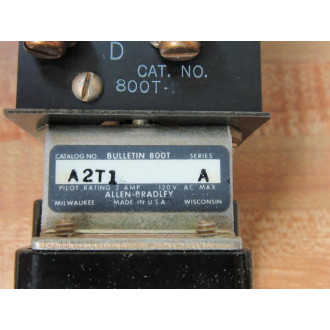 D
CAT. NO.
800T-
CATALOG NO. BULLETIN 800T SERIES
A2T1 A
PILOT RATING 3 AMP 120V AC MAX
ALLEN-BRADLEY
MILWAUKEE MADE IN U.S.A. WISCONSIN